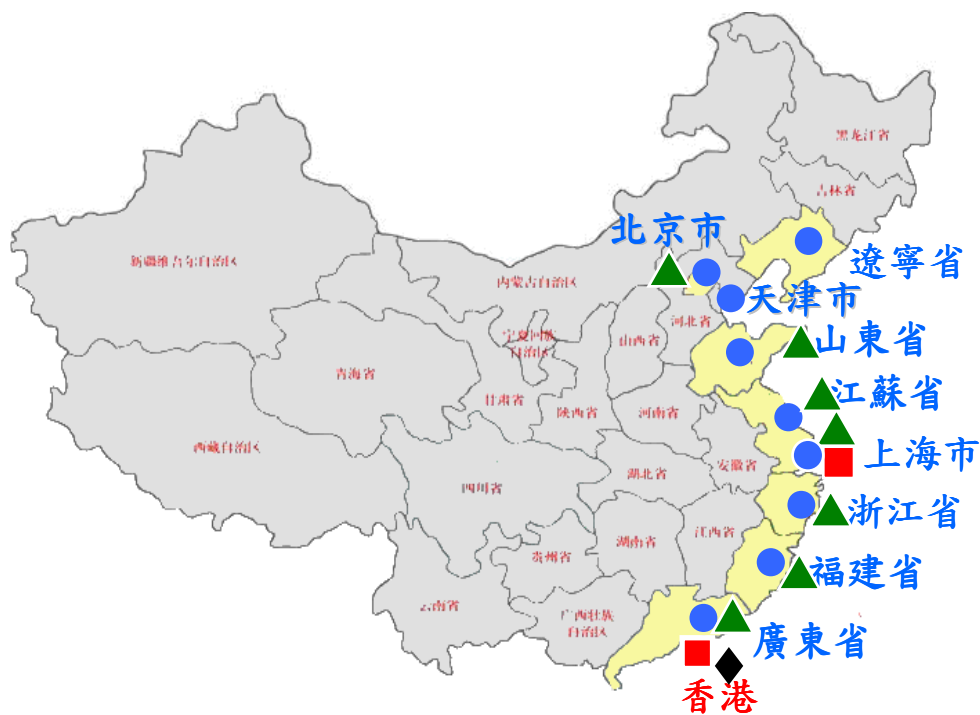 黑龙江省
吉林省
北京市
遼寧省
新疆维吾尔自治区
内蒙古自治区
天津市
河北省
宁夏回族
自治区
山西省
山東省
青海省
甘肃省
陕西省
河南省
江蘇省
西藏自治区
上海市
安徽省
湖北省
四川省
浙江省
江西省
湖南省
贵州省
福建省
云南省
广西壮族
自治区
廣東省
香港